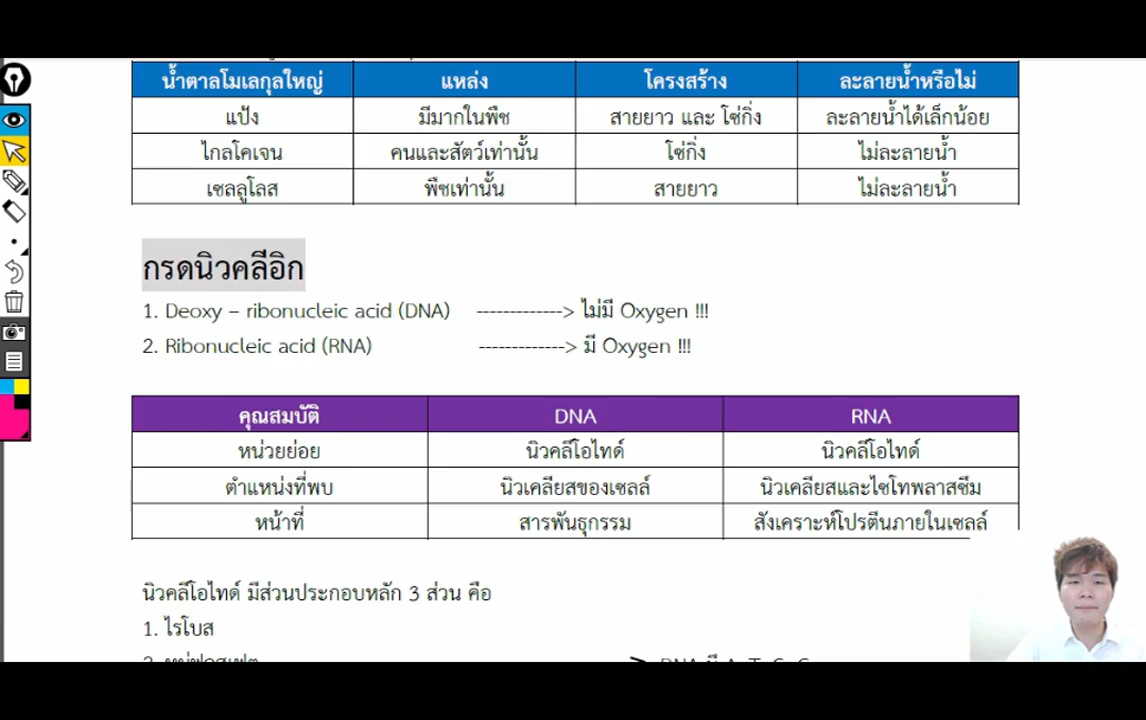 น้ำตาลโมเลกุลใหญ่ แหล่ง โครงสร้าง ละลายน้ำหรือไม่
แป้ง มีมากในพืช สายยาว และ โซ่กิ่ง ละลายน้ำได้เล็กน้อย
ไกลโคเจน คนและสัตว์เท่านั้น โซ่กิ่ง ไม่ละลายน้ำ
เซลลูโลส พืชเท่านั้น สายยาว ไม่ละลายน้ำ
กรดนิวคลีอิก
1. Deoxy – ribonucleic acid (DNA) -------------> ไม่มี Oxygen !!!
2. Ribonucleic acid (RNA) -------------> มี Oxygen !!!
คุณสมบัติ DNA RNA
หน่วยย่อย นิวคลีโอไทด์ นิวคลีโอไทด์
ตำแหน่งที่พบ นิวเคลียสของเซลล์ นิวเคลียสและไซโทพลาสซึม
หน้าที่ สารพันธุกรรม สังเคราะห์โปรตีนภายในเซลล์
นิวคลีโอไทด์ มีส่วนประกอบหลัก 3 ส่วน คือ
1. ไรโบส